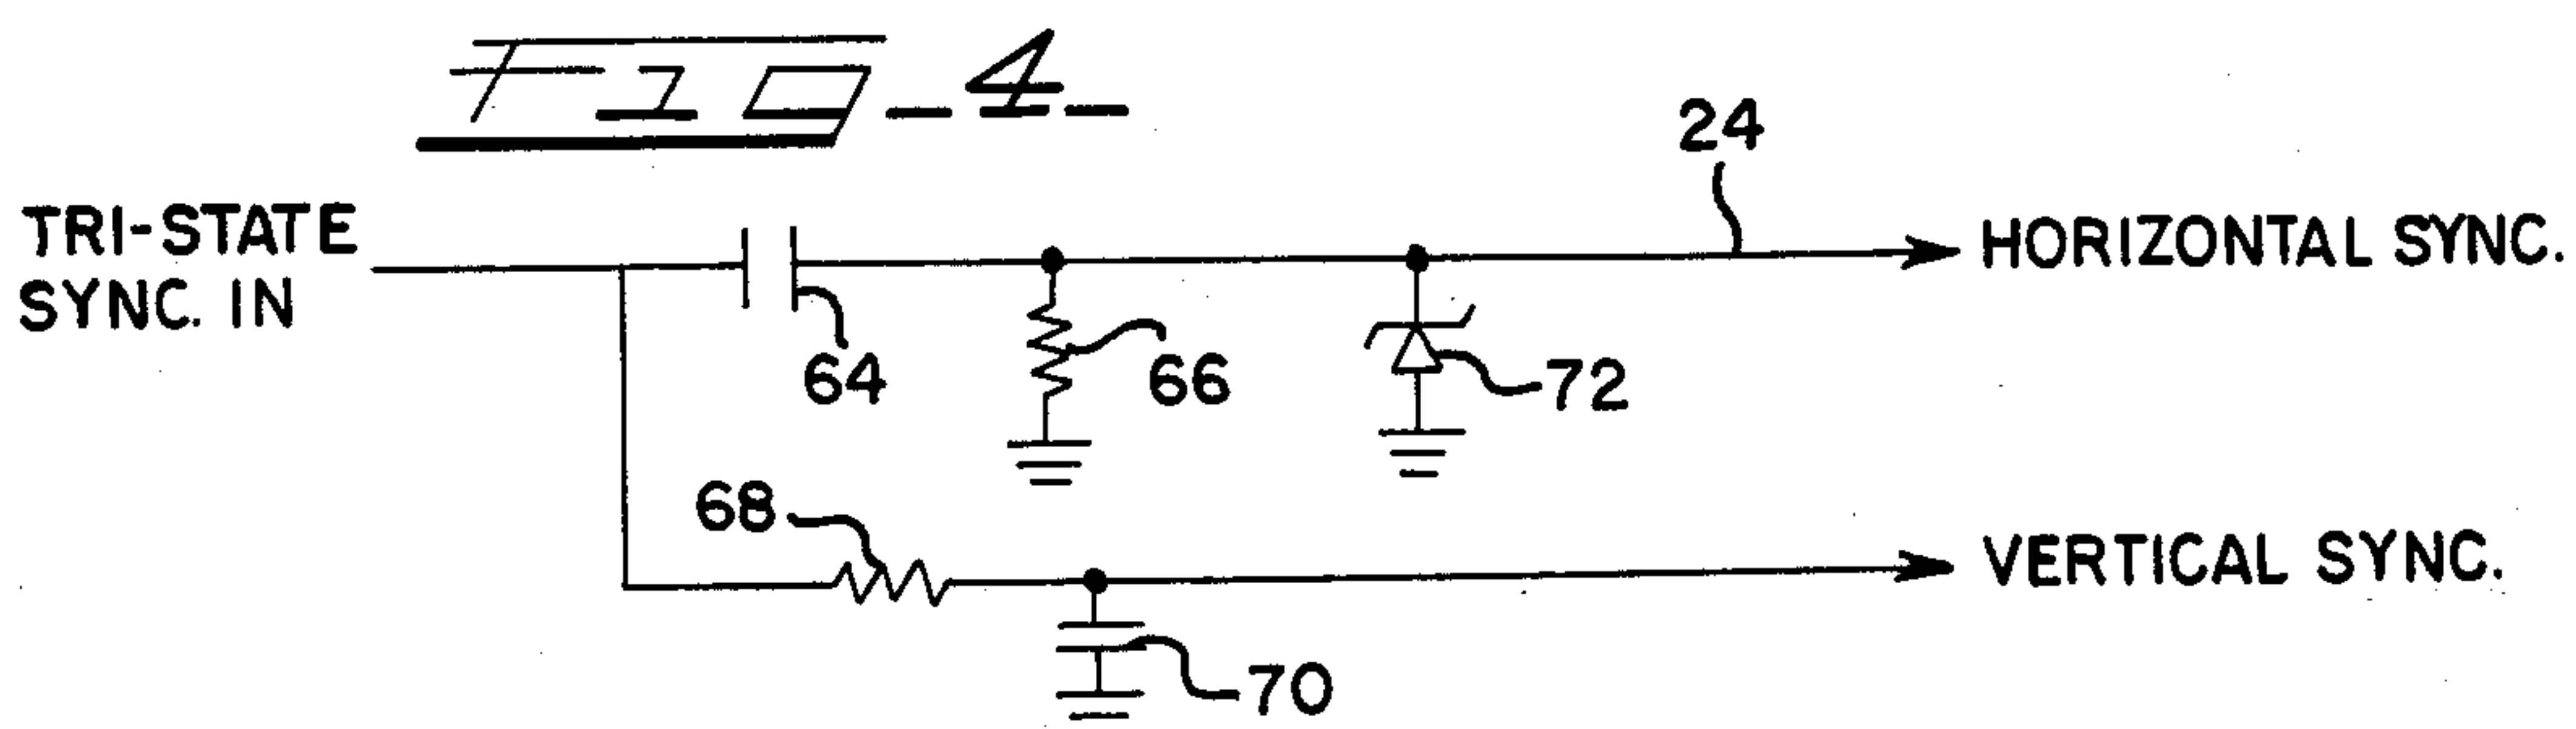 FIG-4-
24
TRI-STATE
SYNC. IN
HORIZONTAL SYNC.
64
66
72
68
VERTICAL SYNC.
70